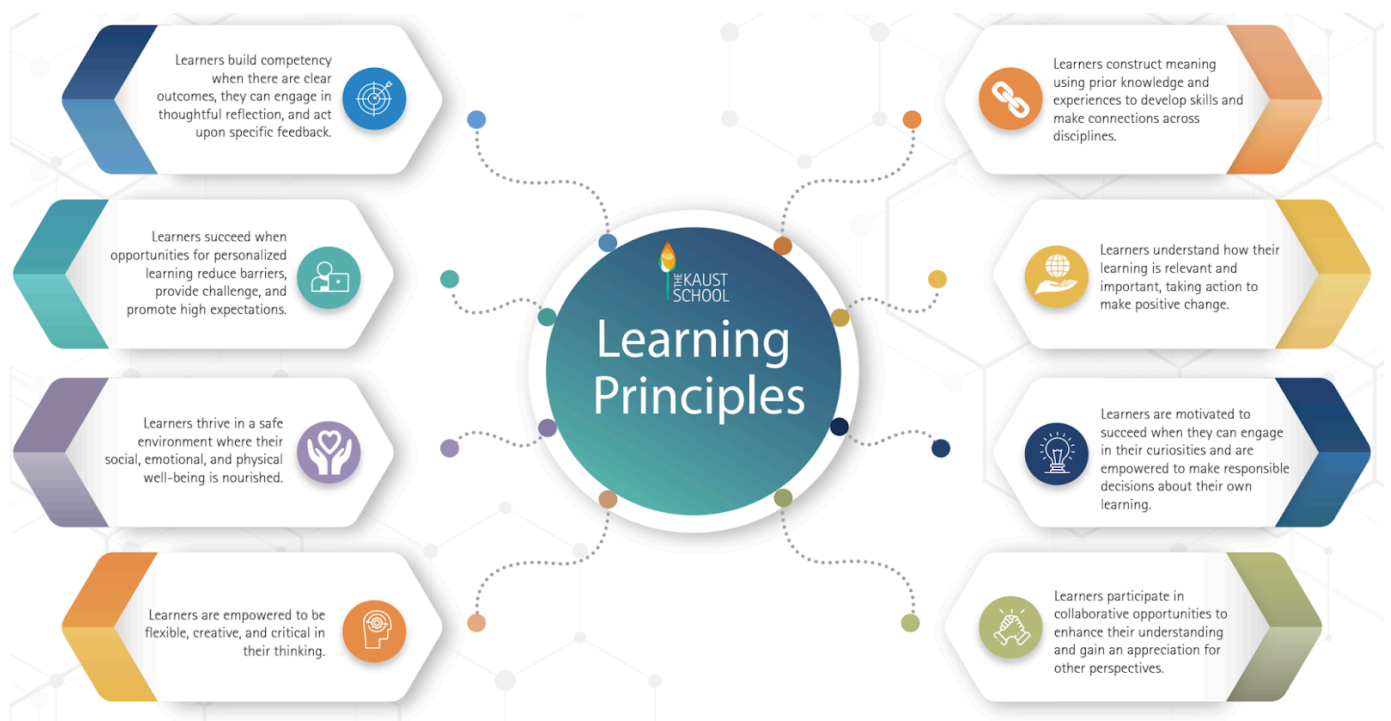 Learners build competency
when there are clear
outcomes, they can engage in
thoughtful reflection, and act
upon specific feedback.
Learners succeed when
opportunities for personalized
learning reduce barriers,
provide challenge, and
promote high expectations.
Learners thrive in a safe
environment where their
social, emotional, and physical
well-being is nourished.
Learners are empowered to be
flexible, creative, and critical in
their thinking.
THE KAUST
SCHOOL
Learning
Principles
Learners construct meaning
using prior knowledge and
experiences to develop skills and
make connections across
disciplines.
Learners understand how their
learning is relevant and
important, taking action to
make positive change.
Learners are motivated to
succeed when they can engage
in their curiosities and are
empowered to make responsible
decisions about their own
learning.
Learners participate in
collaborative opportunities to
enhance their understanding
and gain an appreciation for
other perspectives.